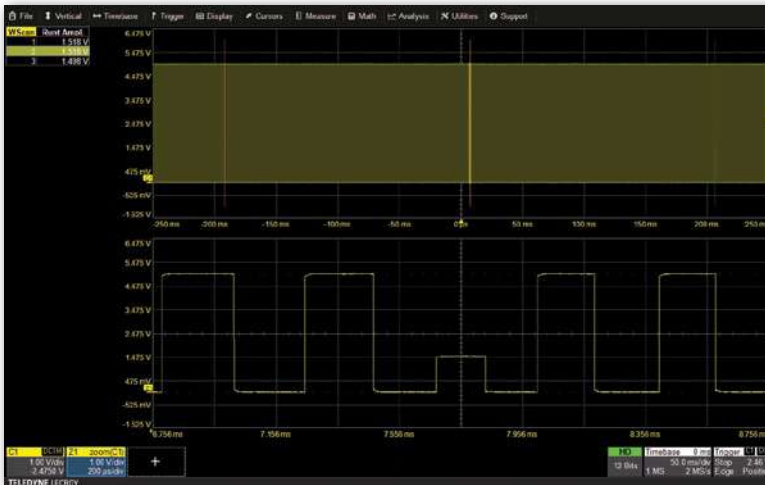 File Vertical Timebase Trigger Display Cursors Measure Math Analysis Utilities Support
WScan Runt Ampl.
1 1.518 V
2 1.518 V
3 1.498 V
6.475 V
5.475 V
4.475 V
3.475 V
2.475 V
1.475 V
475 mV
-525 mV
-1.525 V
-250 ms -200 ms -150 ms -100 ms -50 ms 0 ms 50 ms 100 ms 150 ms 200 ms 250 m
6.475 V
5.475 V
4.475 V
3.475 V
2.475 V
1.475 V
475 mV
-525 mV
-1.525 V
6.756 ms 7.156 ms 7.556 ms 7.956 ms 8.356 ms 8.756 m
C1 DC1M Z1 zoom(C1) HD Timebase 0 ms Trigger C1 D
1.00 V/div 1.00 V/div + 12 Bits 50.0 ms/div Stop 2.46
-2.4750 V 200 µs/div 1 MS 2 MS/s Edge Positi
TELEDYNE LECROY